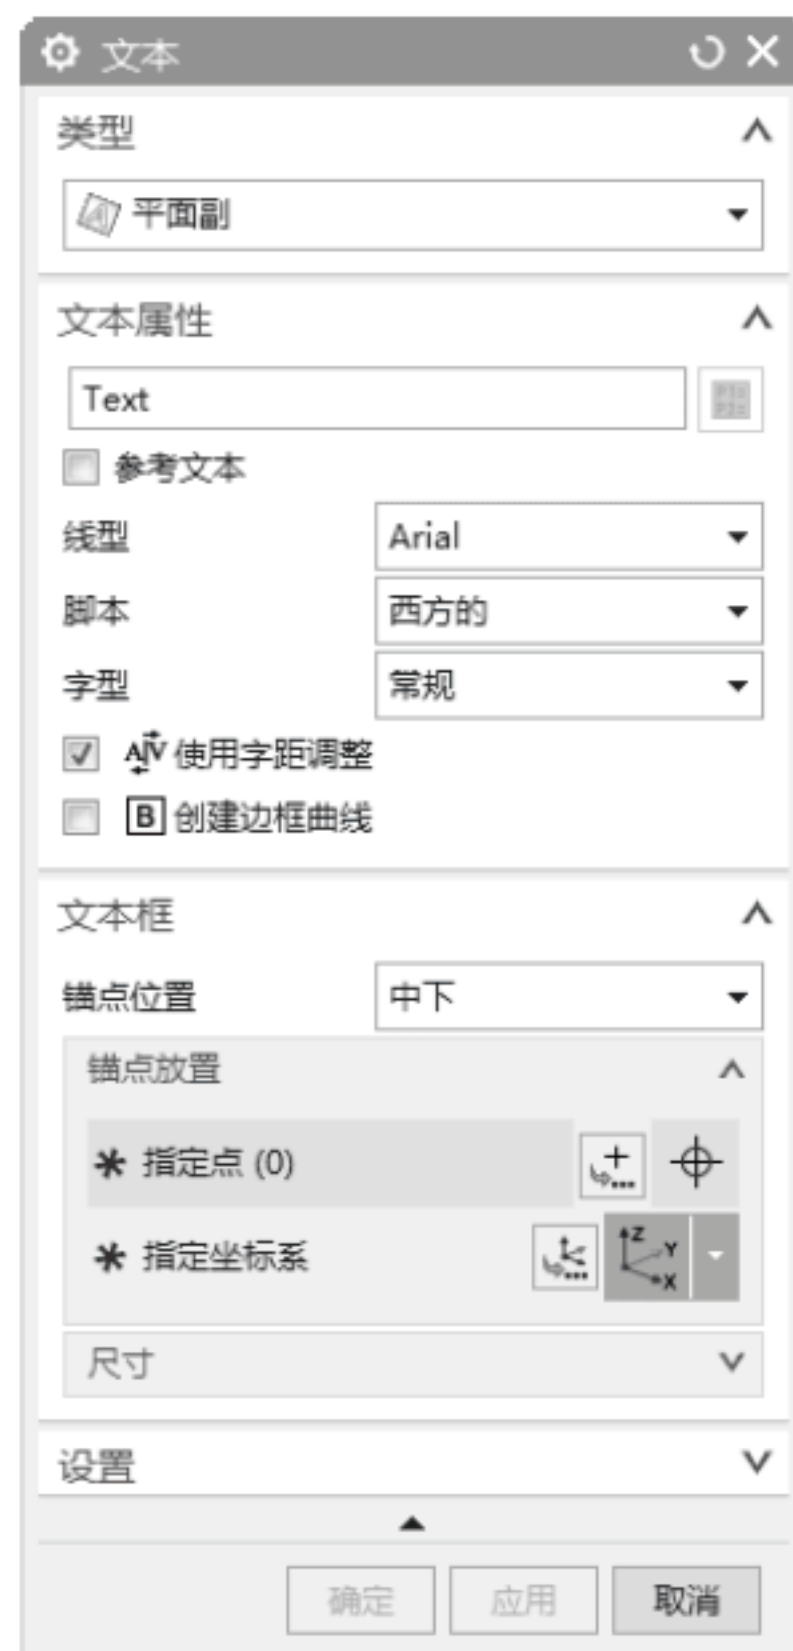 文本
类型
平面副
文本属性
Text
参考文本
线型 Arial
脚本 西方的
字型 常规
使用字距调整
B 创建边框曲线
文本框
锚点位置 中下
锚点放置
* 指定点 (0)
* 指定坐标系 Z Y X
尺寸
设置
确定 应用 取消